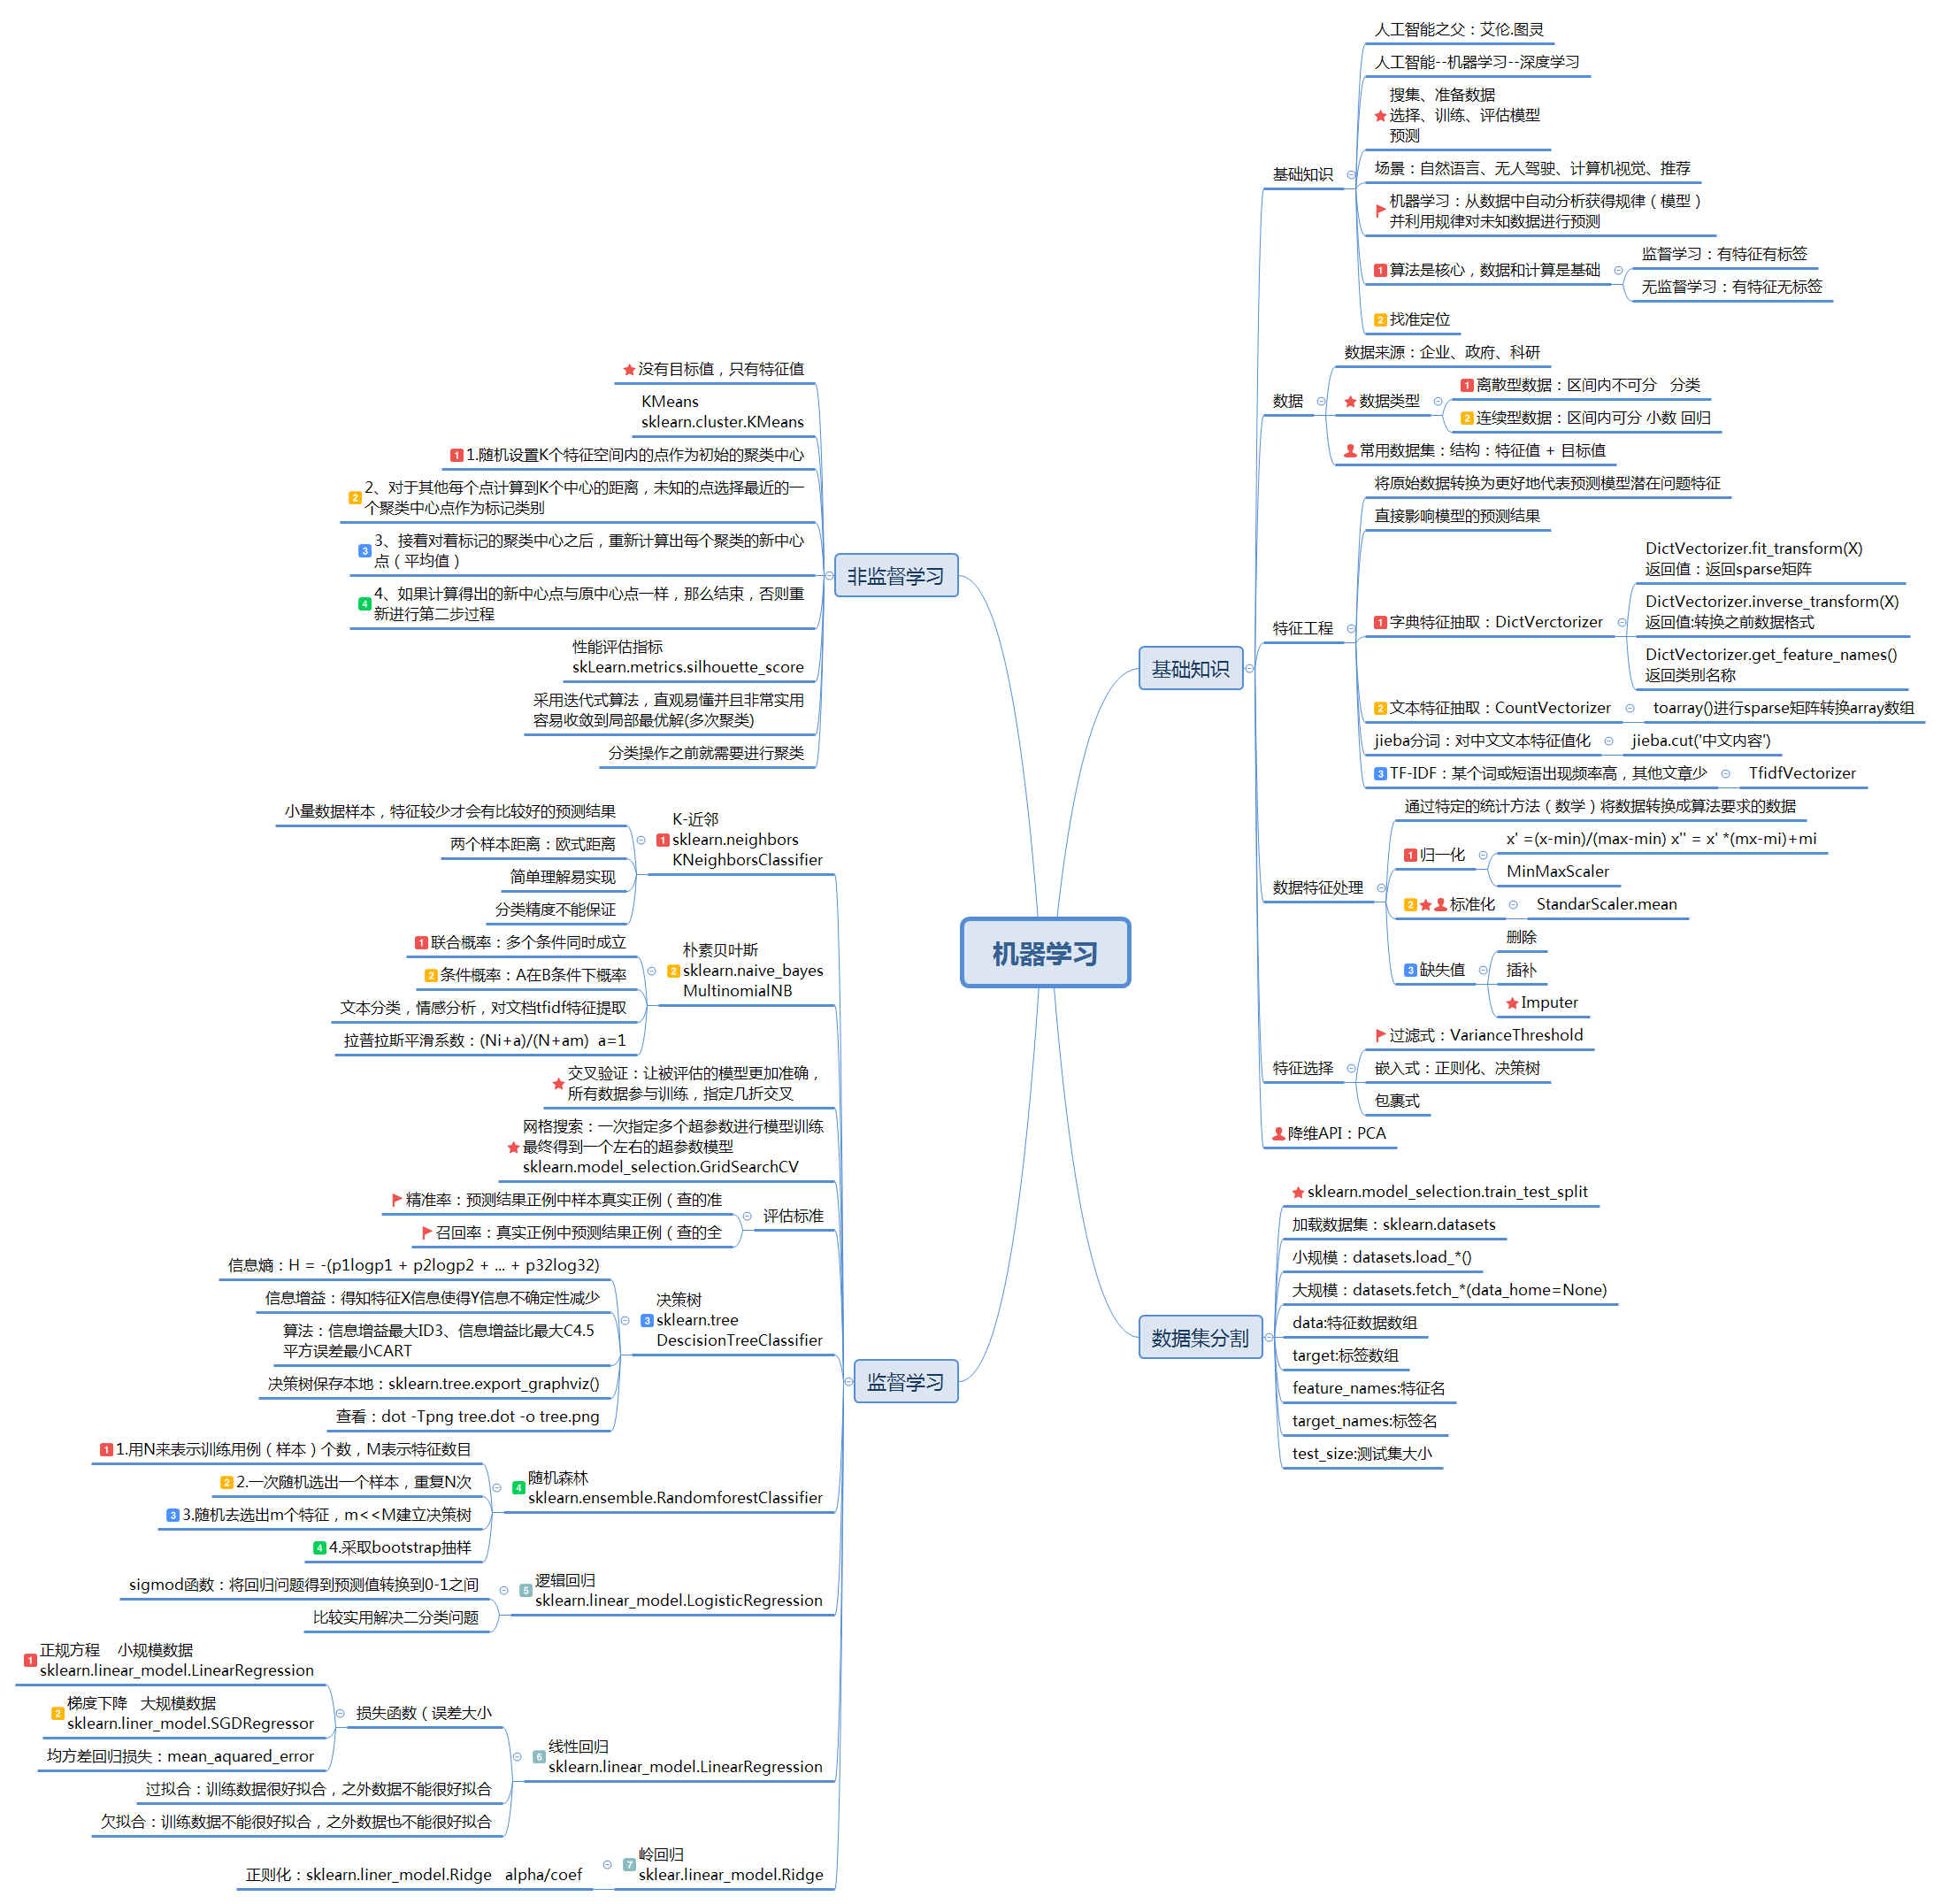 机器学习
基础知识
基础知识
人工智能之父：艾伦.图灵
人工智能--机器学习--深度学习
搜集、准备数据
选择、训练、评估模型
预测
场景：自然语言、无人驾驶、计算机视觉、推荐
机器学习：从数据中自动分析获得规律（模型）
并利用规律对未知数据进行预测
1 算法是核心，数据和计算是基础
监督学习：有特征有标签
无监督学习：有特征无标签
2 找准定位
数据
数据来源：企业、政府、科研
数据类型
1 离散型数据：区间内不可分 分类
2 连续型数据：区间内可分 小数 回归
常用数据集：结构：特征值 + 目标值
特征工程
将原始数据转换为更好地代表预测模型潜在问题特征
直接影响模型的预测结果
1 字典特征抽取：DictVerctorizer
DictVectorizer.fit_transform(X)
返回值：返回sparse矩阵
DictVectorizer.inverse_transform(X)
返回值:转换之前数据格式
DictVectorizer.get_feature_names()
返回类别名称
2 文本特征抽取：CountVectorizer
toarray()进行sparse矩阵转换array数组
jieba分词：对中文文本特征值化
jieba.cut('中文内容')
3 TF-IDF：某个词或短语出现频率高，其他文章少
TfidfVectorizer
数据特征处理
通过特定的统计方法（数学）将数据转换成算法要求的数据
1 归一化
x' =(x-min)/(max-min) x'' = x' *(mx-mi)+mi
MinMaxScaler
2 标准化
StandarScaler.mean
3 缺失值
删除
插补
Imputer
特征选择
过滤式：VarianceThreshold
嵌入式：正则化、决策树
包裹式
降维API：PCA
数据集分割
sklearn.model_selection.train_test_split
加载数据集：sklearn.datasets
小规模：datasets.load_*()
大规模：datasets.fetch_*(data_home=None)
data:特征数据数组
target:标签数组
feature_names:特征名
target_names:标签名
test_size:测试集大小
非监督学习
没有目标值，只有特征值
KMeans
sklearn.cluster.KMeans
1 1.随机设置K个特征空间内的点作为初始的聚类中心
2 2、对于其他每个点计算到K个中心的距离，未知的点选择最近的一
个聚类中心点作为标记类别
3 3、接着对着标记的聚类中心之后，重新计算出每个聚类的新中心
点（平均值）
4 4、如果计算得出的新中心点与原中心点一样，那么结束，否则重
新进行第二步过程
性能评估指标
skLearn.metrics.silhouette_score
采用迭代式算法，直观易懂并且非常实用
容易收敛到局部最优解(多次聚类)
分类操作之前就需要进行聚类
监督学习
1 K-近邻
sklearn.neighbors
KNeighborsClassifier
小量数据样本，特征较少才会有比较好的预测结果
两个样本距离：欧式距离
简单理解易实现
分类精度不能保证
2 朴素贝叶斯
sklearn.naive_bayes
MultinomialNB
1 联合概率：多个条件同时成立
2 条件概率：A在B条件下概率
文本分类，情感分析，对文档tfidf特征提取
拉普拉斯平滑系数：(Ni+a)/(N+am) a=1
交叉验证：让被评估的模型更加准确，
所有数据参与训练，指定几折交叉
网格搜索：一次指定多个超参数进行模型训练
最终得到一个左右的超参数模型
sklearn.model_selection.GridSearchCV
评估标准
精准率：预测结果正例中样本真实正例（查的准
召回率：真实正例中预测结果正例（查的全
3 决策树
sklearn.tree
DescisionTreeClassifier
信息熵：H = -(p1logp1 + p2logp2 + ... + p32log32)
信息增益：得知特征X信息使得Y信息不确定性减少
算法：信息增益最大ID3、信息增益比最大C4.5
平方误差最小CART
决策树保存本地：sklearn.tree.export_graphviz()
查看：dot -Tpng tree.dot -o tree.png
4 随机森林
sklearn.ensemble.RandomforestClassifier
1 1.用N来表示训练用例（样本）个数，M表示特征数目
2 2.一次随机选出一个样本，重复N次
3 3.随机去选出m个特征，m<<M建立决策树
4 4.采取bootstrap抽样
5 逻辑回归
sklearn.linear_model.LogisticRegression
sigmod函数：将回归问题得到预测值转换到0-1之间
比较实用解决二分类问题
6 线性回归
sklearn.linear_model.LinearRegression
损失函数（误差大小
1 正规方程 小规模数据
sklearn.linear_model.LinearRegression
2 梯度下降 大规模数据
sklearn.liner_model.SGDRegressor
均方差回归损失：mean_aquared_error
过拟合：训练数据很好拟合，之外数据不能很好拟合
欠拟合：训练数据不能很好拟合，之外数据也不能很好拟合
7 岭回归
sklear.linear_model.Ridge
正则化：sklearn.liner_model.Ridge alpha/coef